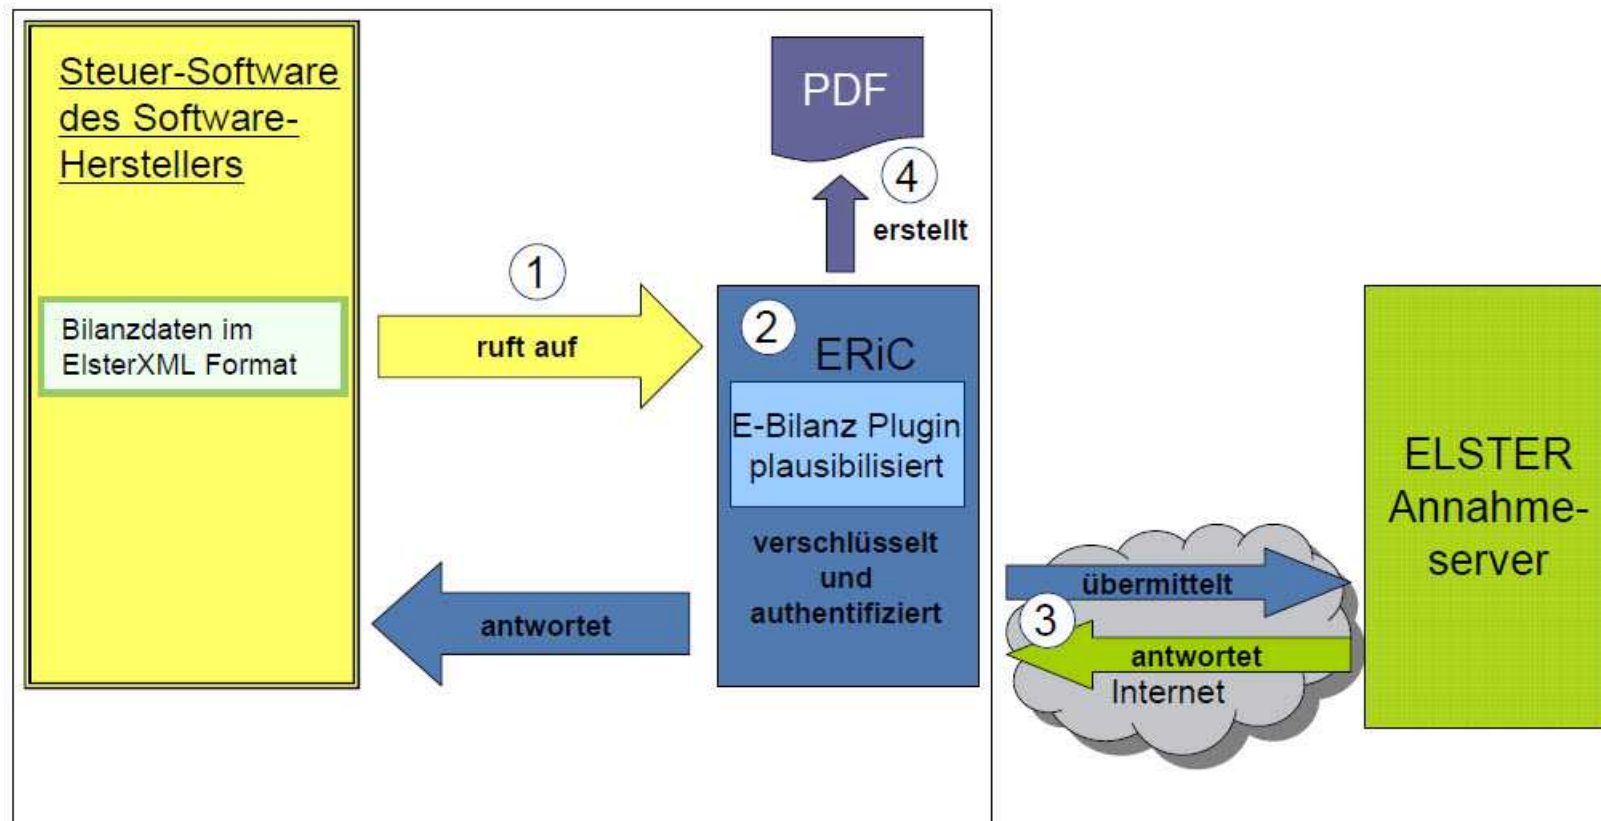 Steuer-Software
des Software-
Herstellers
Bilanzdaten im
ElsterXML Format
1
ruft auf
antwortet
PDF
4
erstellt
2
ERiC
E-Bilanz Plugin
plausibilisiert
verschlüsselt
und
authentifiziert
übermittelt
3
antwortet
Internet
ELSTER
Annahme-
server